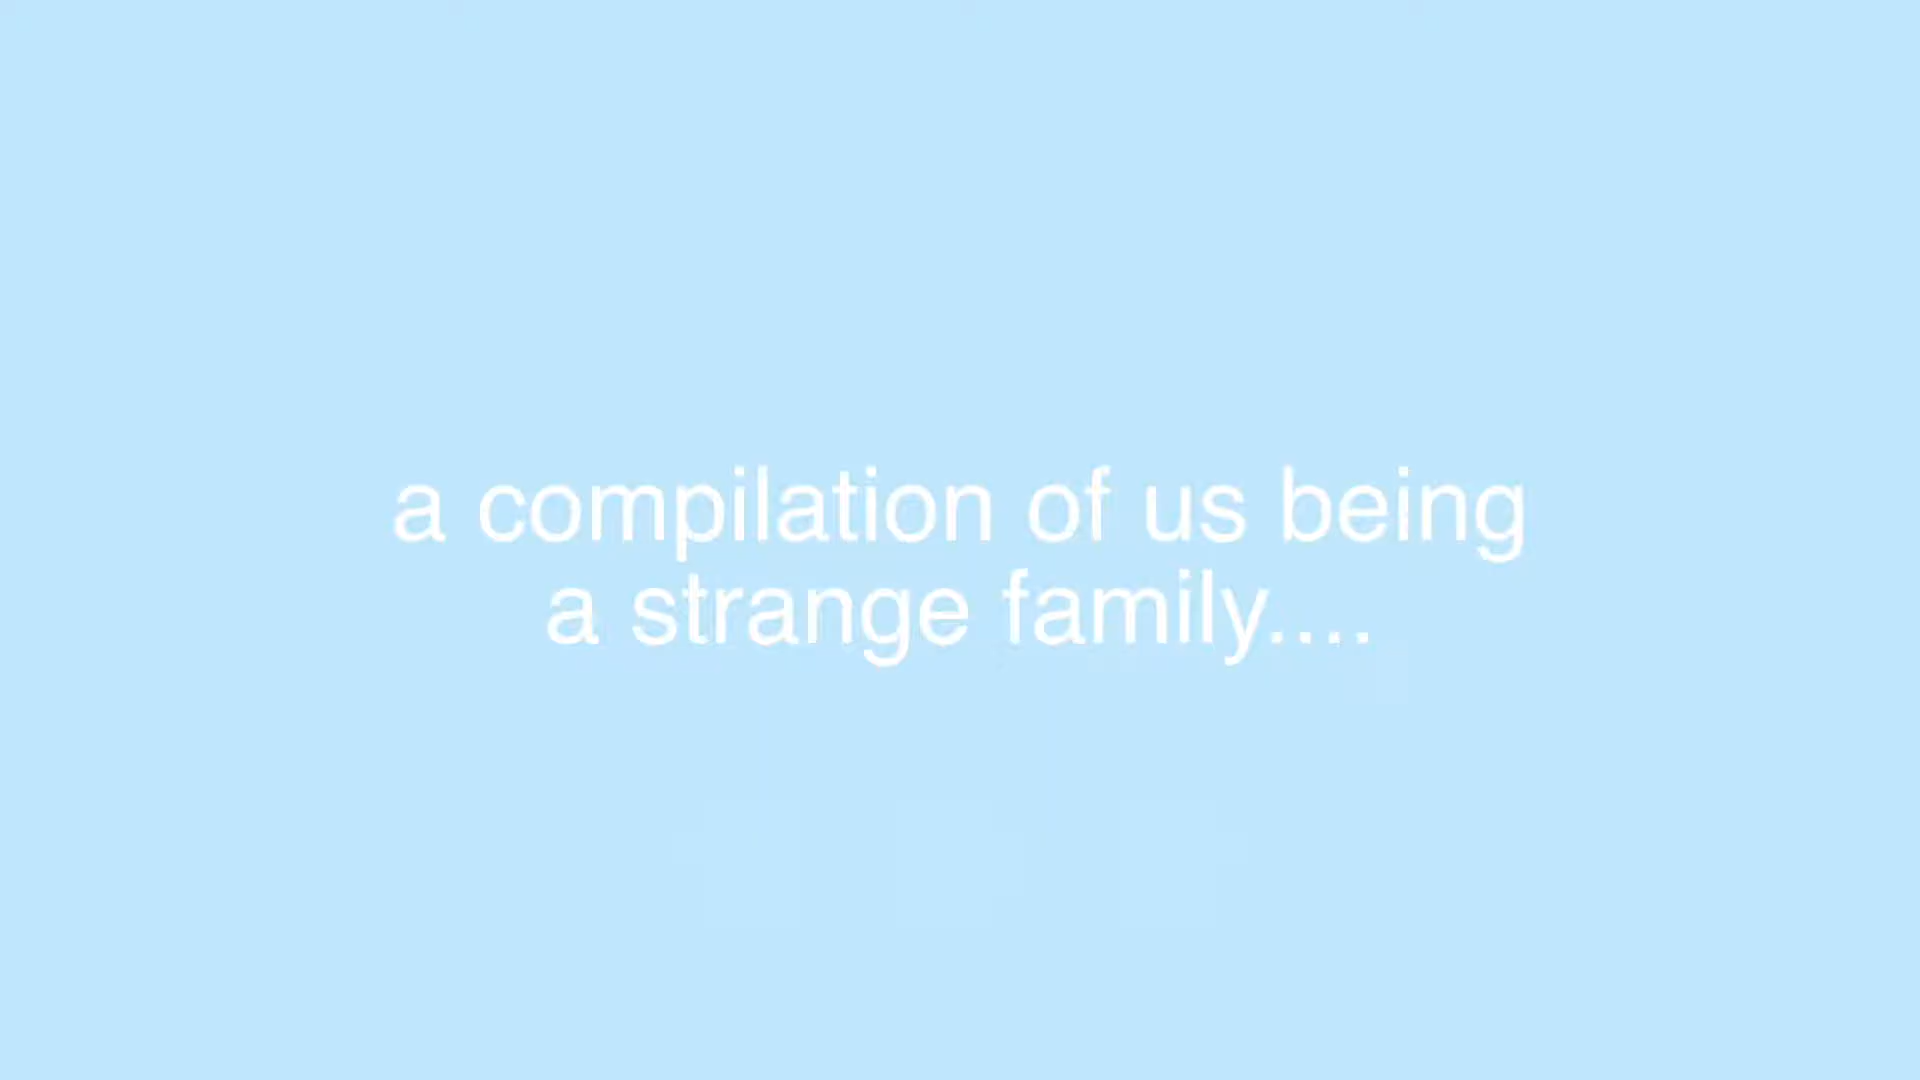 a compilation of us being
a strange family....